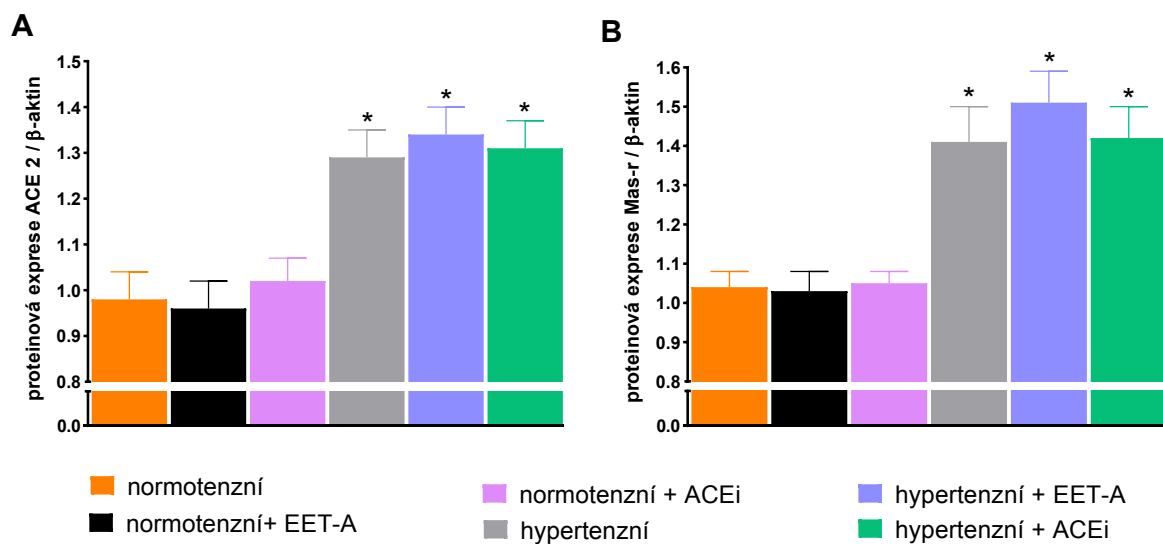 A
proteinová exprese ACE 2 / β-aktin
1.5
1.4
1.3
1.2
1.1
1.0
0.9
0.8
0.0
* * *
B
proteinová exprese Mas-r / β-aktin
1.6
1.5
1.4
1.3
1.2
1.1
1.0
0.9
0.8
0.0
* * *
normotenzní
normotenzní+ EET-A
normotenzní + ACEi
hypertenzní
hypertenzní + EET-A
hypertenzní + ACEi